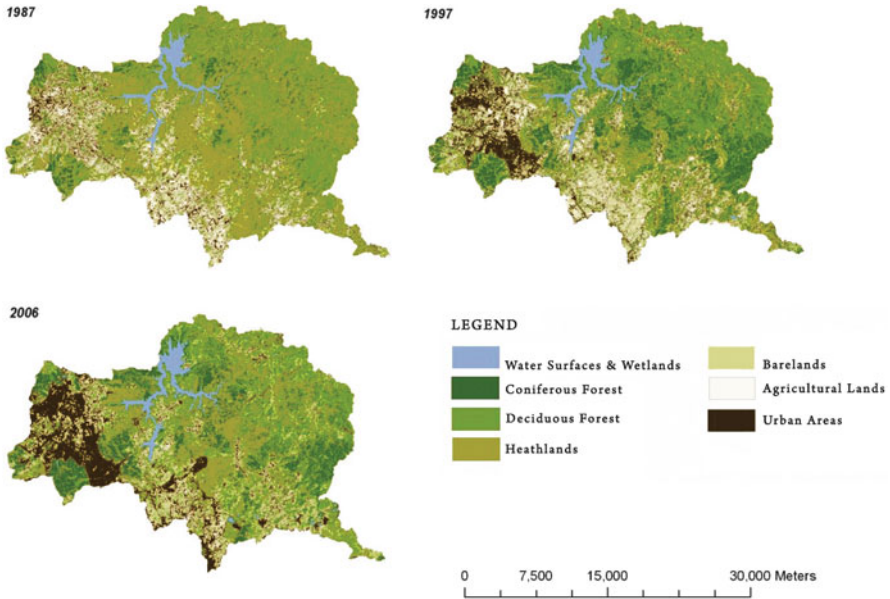 1987
1997
2006
LEGEND
Water Surfaces & Wetlands
Coniferous Forest
Deciduous Forest
Heathlands
Barelands
Agricultural Lands
Urban Areas
0 7,500 15,000 30,000 Meters